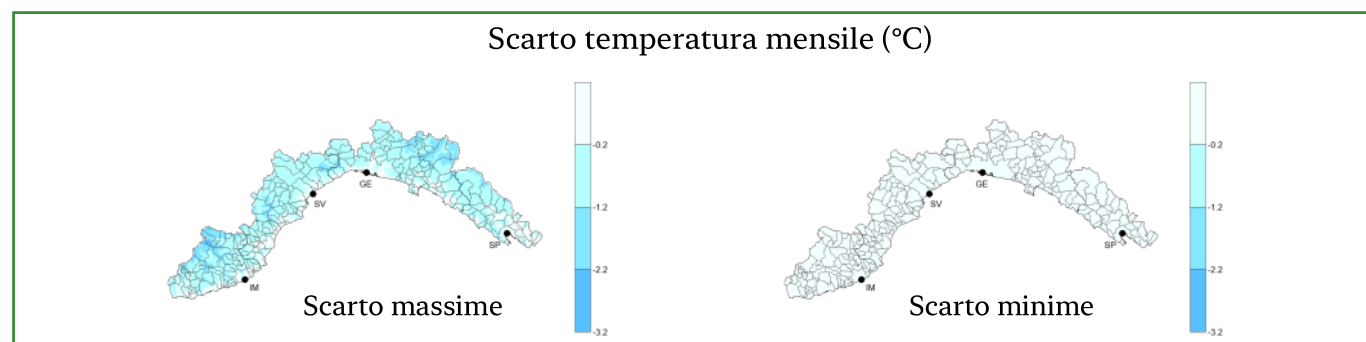 Scarto temperatura mensile (°C)
-0.2
-1.2
-2.2
-3.2
GE
SV
SP
IM
Scarto massime
-0.2
-1.2
-2.2
-3.2
GE
SV
SP
IM
Scarto minime